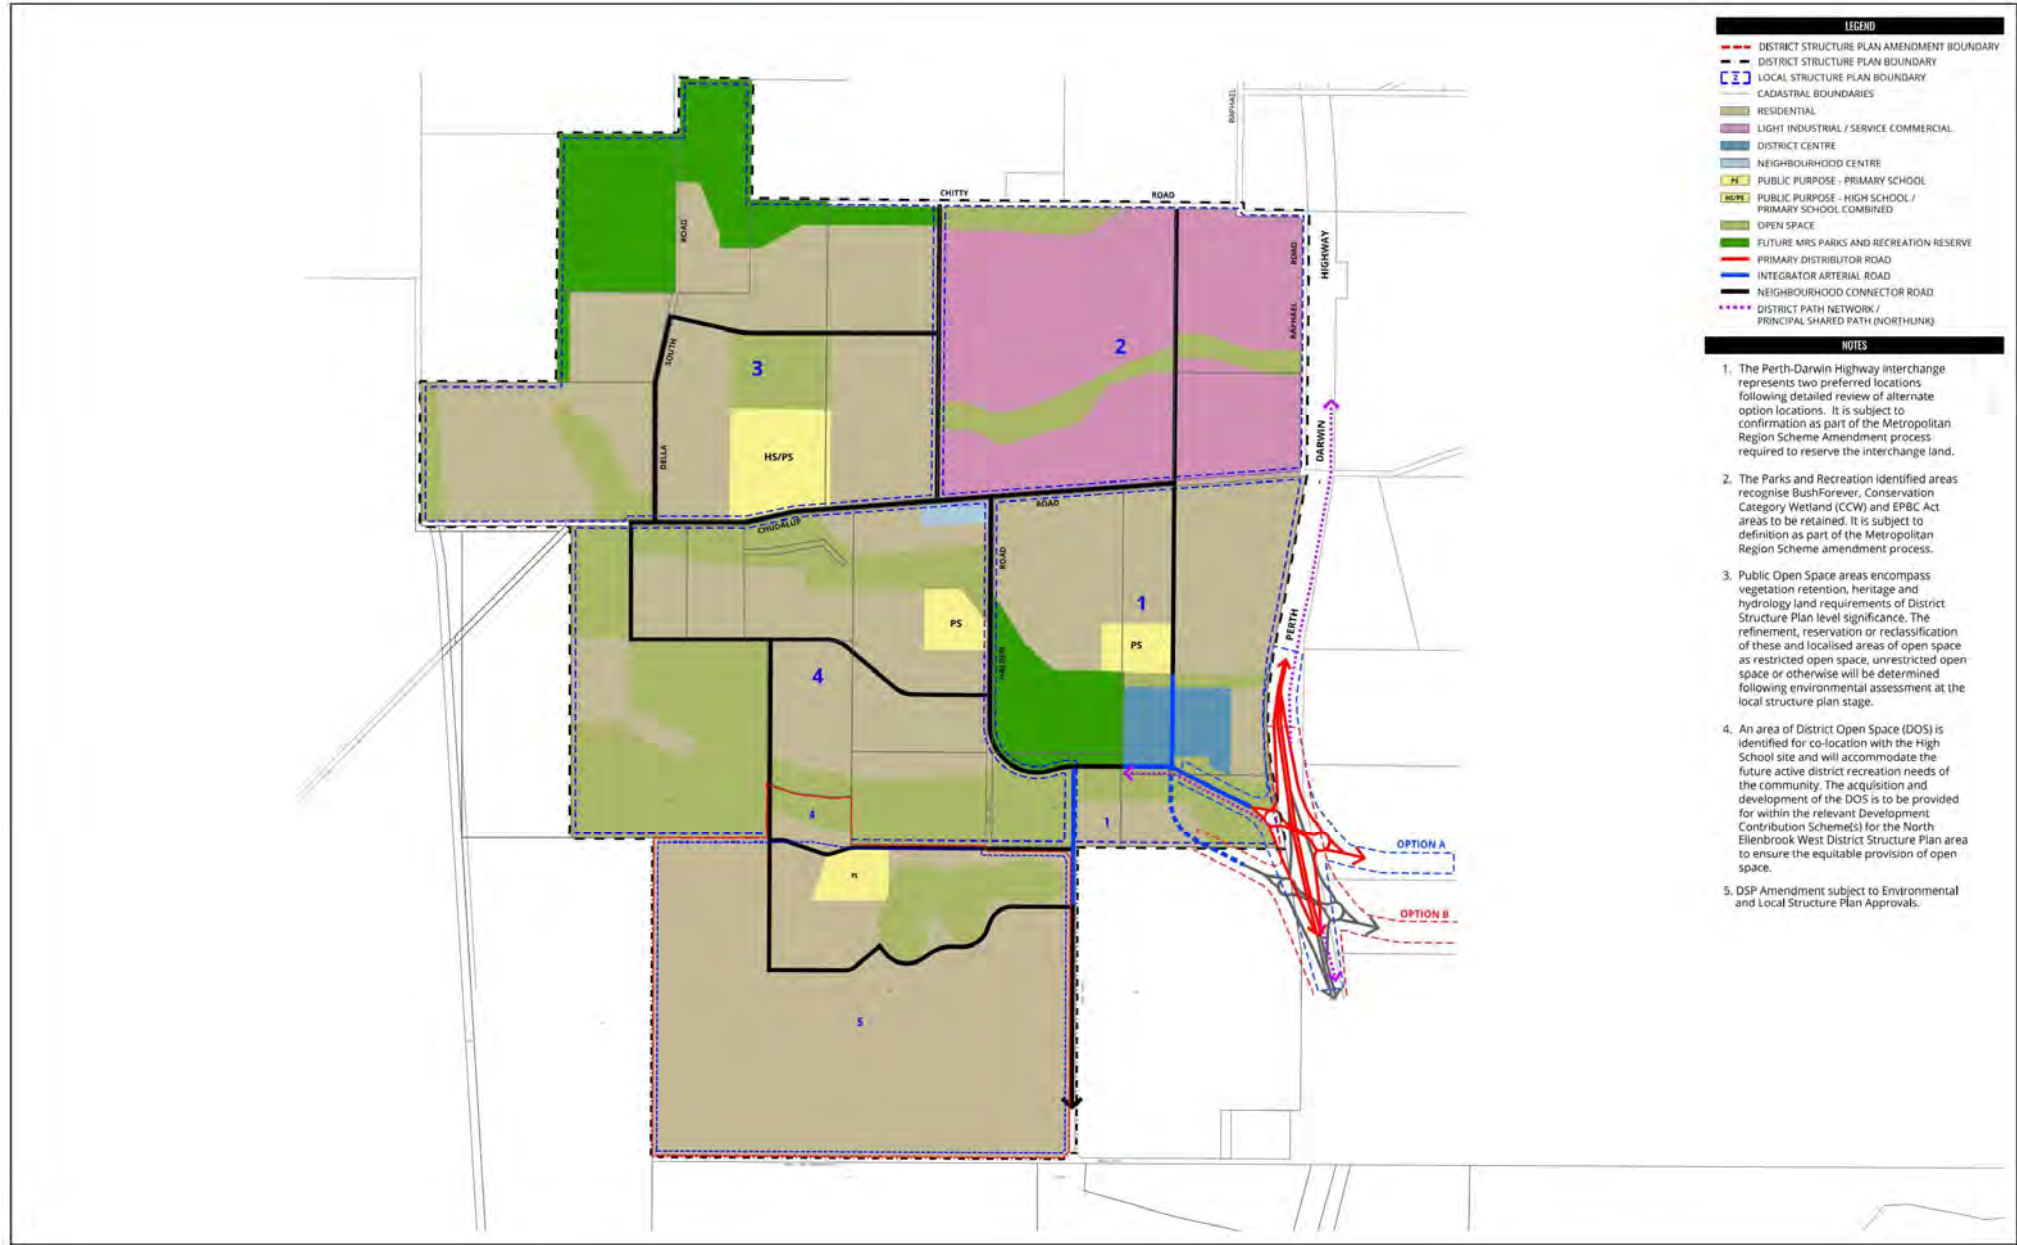 LEGEND
DISTRICT STRUCTURE PLAN AMENDMENT BOUNDARY
DISTRICT STRUCTURE PLAN BOUNDARY
2 LOCAL STRUCTURE PLAN BOUNDARY
CADASTRAL BOUNDARIES
RESIDENTIAL
LIGHT INDUSTRIAL / SERVICE COMMERCIAL
DISTRICT CENTRE
NEIGHBOURHOOD CENTRE
PS PUBLIC PURPOSE - PRIMARY SCHOOL
HS/PS PUBLIC PURPOSE - HIGH SCHOOL /
PRIMARY SCHOOL COMBINED
OPEN SPACE
FUTURE MRS PARKS AND RECREATION RESERVE
PRIMARY DISTRIBUTOR ROAD
INTEGRATOR ARTERIAL ROAD
NEIGHBOURHOOD CONNECTOR ROAD
DISTRICT PATH NETWORK /
PRINCIPAL SHARED PATH (NORTHLINK)
NOTES
1. The Perth-Darwin Highway interchange
represents two preferred locations
following detailed review of alternate
option locations. It is subject to
confirmation as part of the Metropolitan
Region Scheme Amendment process
required to reserve the interchange land.
2. The Parks and Recreation identified areas
recognise BushForever, Conservation
Category Wetland (CCW) and EPBC Act
areas to be retained. It is subject to
definition as part of the Metropolitan
Region Scheme amendment process.
3. Public Open Space areas encompass
vegetation retention, heritage and
hydrology land requirements of District
Structure Plan level significance. The
refinement, reservation or reclassification
of these and localised areas of open space
as restricted open space, unrestricted open
space or otherwise will be determined
following environmental assessment at the
local structure plan stage.
4. An area of District Open Space (DOS) is
identified for co-location with the High
School site and will accommodate the
future active district recreation needs of
the community. The acquisition and
development of the DOS is to be provided
for within the relevant Development
Contribution Scheme(s) for the North
Ellenbrook West District Structure Plan area
to ensure the equitable provision of open
space.
5. DSP Amendment subject to Environmental
and Local Structure Plan Approvals.
CHITTY ROAD
RAPHAEL
RAPHAEL ROAD
PERTH DARWIN HIGHWAY
DELLA SOUTH ROAD
2
3
HS/PS
CHUDALUP ROAD
ROAD
PS
1
PS
4
4
1
PS
5
OPTION A
OPTION B